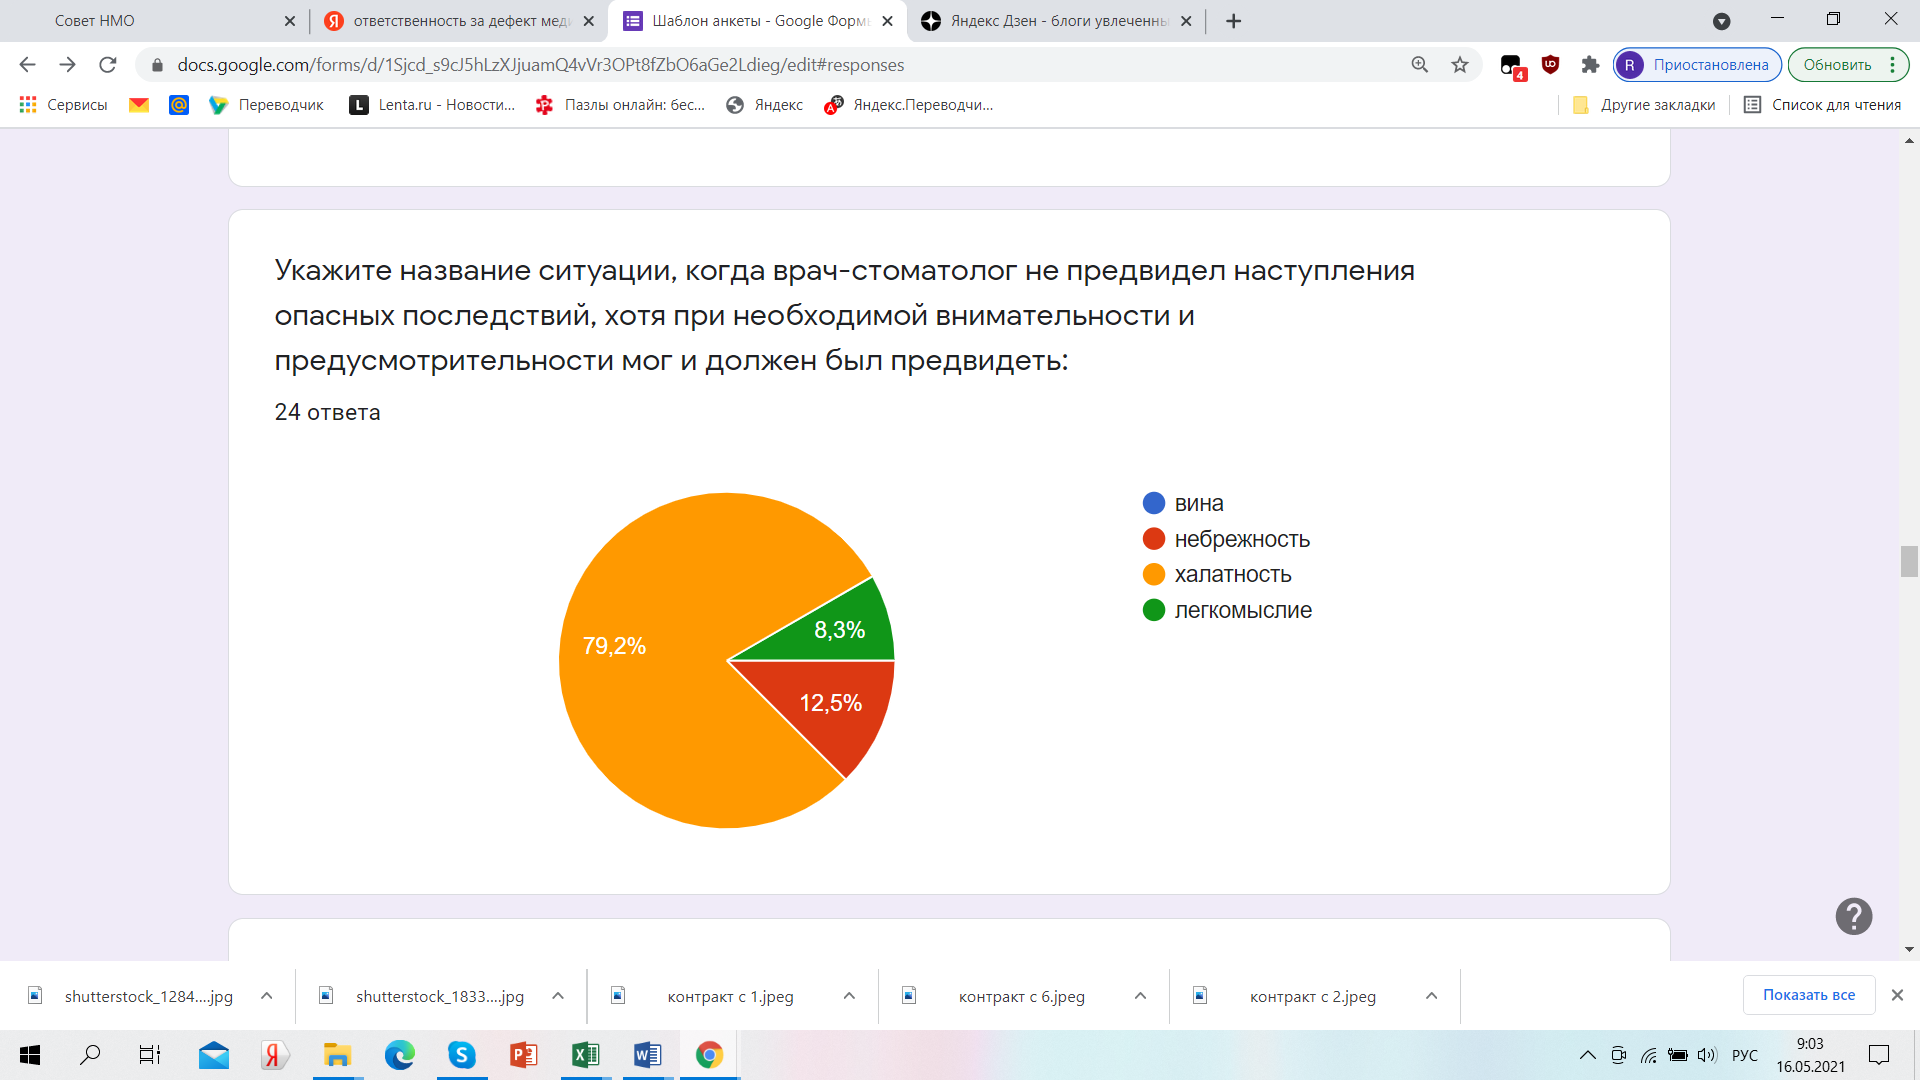 Совет НМО
ответственность за дефект меди
Шаблон анкеты - Google Форм
Яндекс Дзен - блоги увлеченны
docs.google.com/forms/d/1Sjcd_s9cJ5hLzXJjuamQ4vVr3OPt8fZbO6aGe2Ldieg/edit#responses
4
R Приостановлена
Обновить
Сервисы
Переводчик
L Lenta.ru - Новости...
Пазлы онлайн: бес...
Яндекс
Яндекс.Переводчи...
Другие закладки
Список для чтения
Укажите название ситуации, когда врач-стоматолог не предвидел наступления
опасных последствий, хотя при необходимой внимательности и
предусмотрительности мог и должен был предвидеть:
24 ответа
вина
небрежность
халатность
легкомыслие
8,3%
79,2%
12,5%
?
shutterstock_1284....jpg
shutterstock_1833....jpg
контракт с 1.jpeg
контракт с 6.jpeg
контракт с 2.jpeg
Показать все
РУС
9:03
16.05.2021